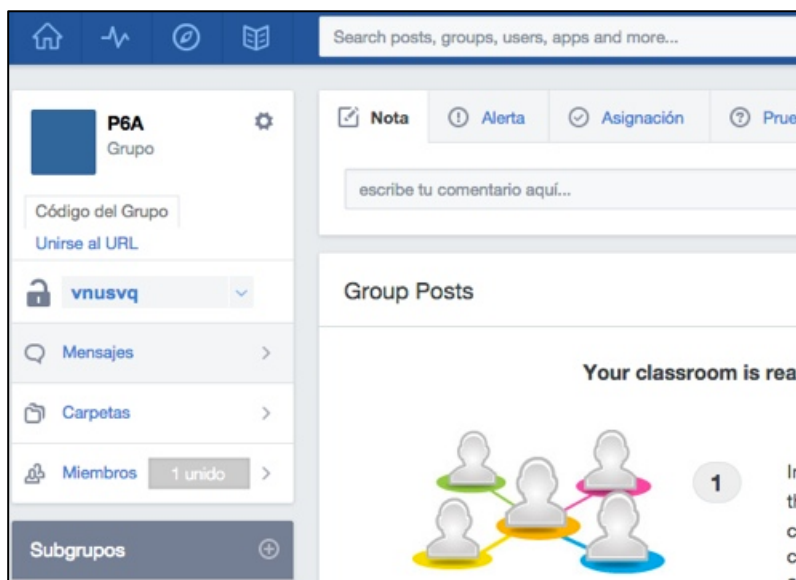 Search posts, groups, users, apps and more...
P6A
Grupo
Código del Grupo
Unirse al URL
vnusvq
Mensajes
Carpetas
Miembros 1 unido
Subgrupos
Nota Alerta Asignación
escribe tu comentario aquí...
Group Posts
Your classroom is
1